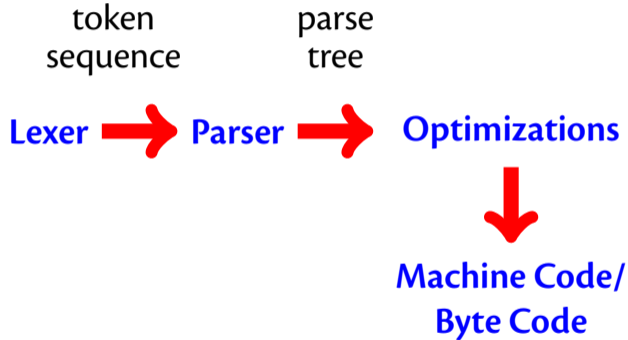 token
sequence
parse
tree
Lexer
Parser
Optimizations
Machine Code/
Byte Code